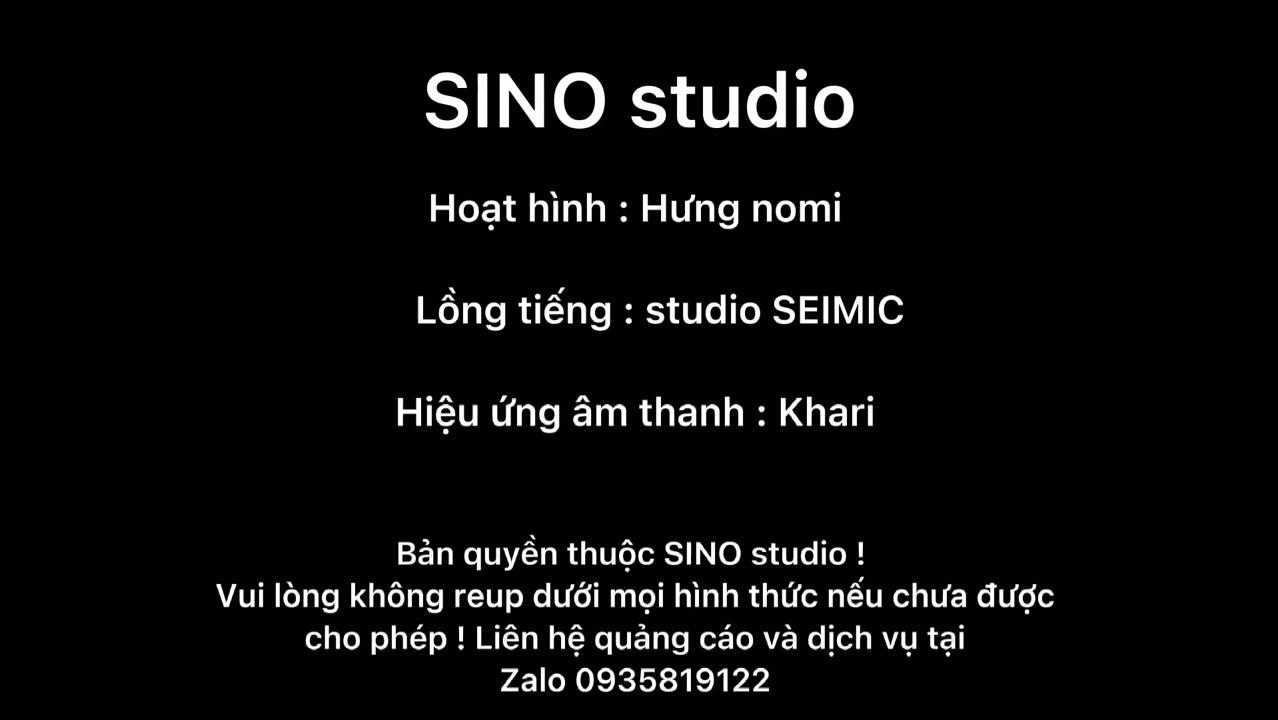 SINO studio
Hoạt hình : Hưng nomi
Lồng tiếng : studio SEIMIC
Hiệu ứng âm thanh : Khari
Bản quyền thuộc SINO studio !
Vui lòng không reup dưới mọi hình thức nếu chưa được
cho phép ! Liên hệ quảng cáo và dịch vụ tại
Zalo 0935819122